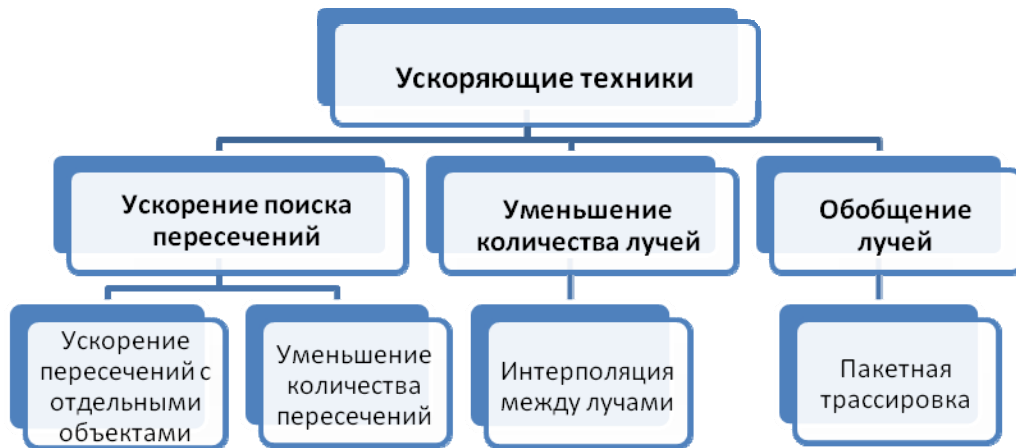 Ускоряющие техники
Ускорение поиска
пересечений
Уменьшение
количества лучей
Обобщение
лучей
Ускорение
пересечений с
отдельными
объектами
Уменьшение
количества
пересечений
Интерполяция
между лучами
Пакетная
трассировка